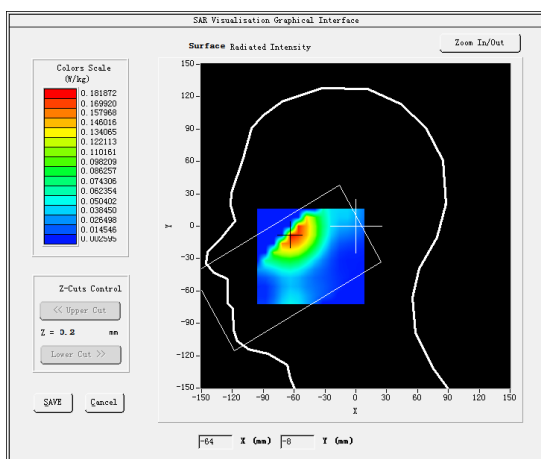 SAR Visualisation Graphical Interface
Surface Radiated Intensity
Zoom In/Out
Colors Scale
(W/kg)
0.181872
0.169920
0.157968
0.146016
0.134065
0.122113
0.110161
0.098209
0.086257
0.074306
0.062354
0.050402
0.038450
0.026498
0.014546
0.002595
150
120
90
60
30
Y
0
-30
-60
-90
-120
-150
-150 -120 -90 -60 -30 0 30 60 90 120 150
X
Z-Cuts Control
<< Upper Cut
Z = 3.2 mm
Lower Cut >>
SAVE
Cancel
-64 X (mm) -8 Y (mm)